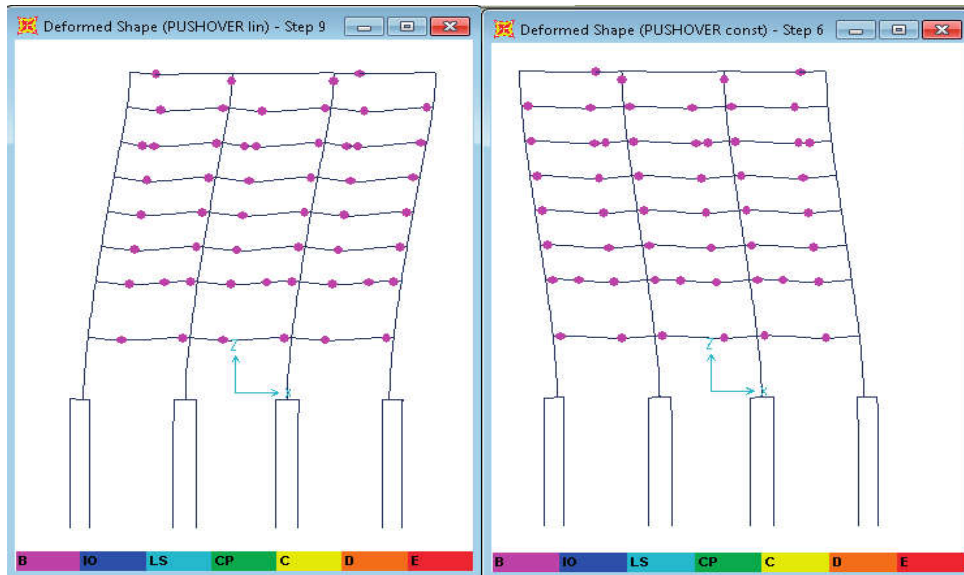 Deformed Shape (PUSHOVER lin) - Step 9
Z
X
B IO LS CP C D E
Deformed Shape (PUSHOVER const) - Step 6
Z
X
B IO LS CP C D E